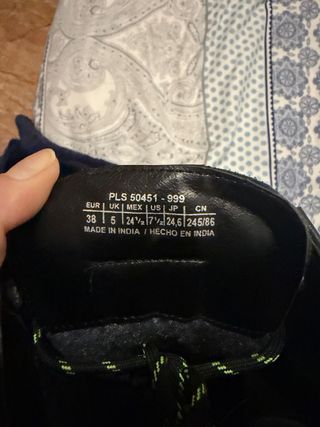 PLS 50451 - 999
EUR UK MEX US JP CN
38 5 24½ 7½ 24,6 245/86
MADE IN INDIA / HECHO EN INDIA